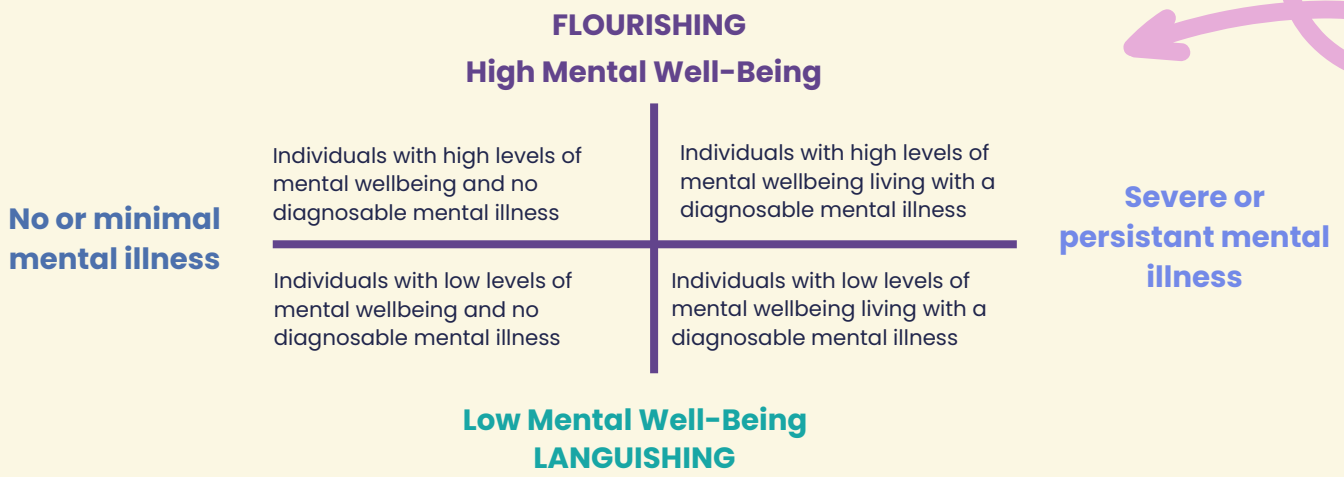 FLOURISHING
High Mental Well-Being
Individuals with high levels of
mental wellbeing and no
diagnosable mental illness
Individuals with high levels of
mental wellbeing living with a
diagnosable mental illness
No or minimal
mental illness
Severe or
persistant mental
illness
Individuals with low levels of
mental wellbeing and no
diagnosable mental illness
Individuals with low levels of
mental wellbeing living with a
diagnosable mental illness
Low Mental Well-Being
LANGUISHING